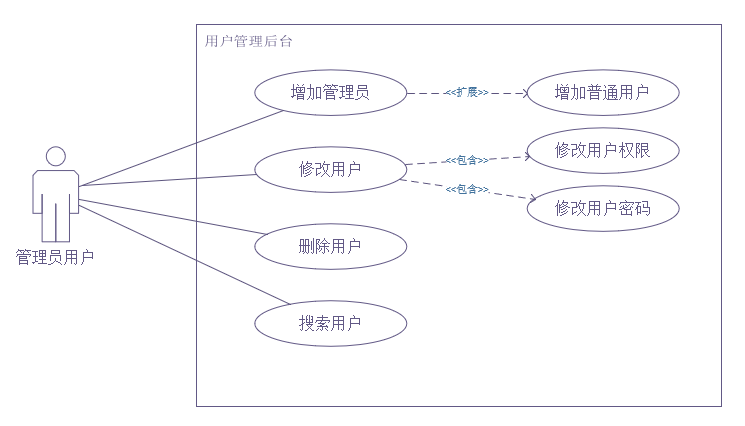 用户管理后台
增加管理员
<<扩展>>
增加普通用户
修改用户
<<包含>>
修改用户权限
<<包含>>
修改用户密码
管理员用户
删除用户
搜索用户